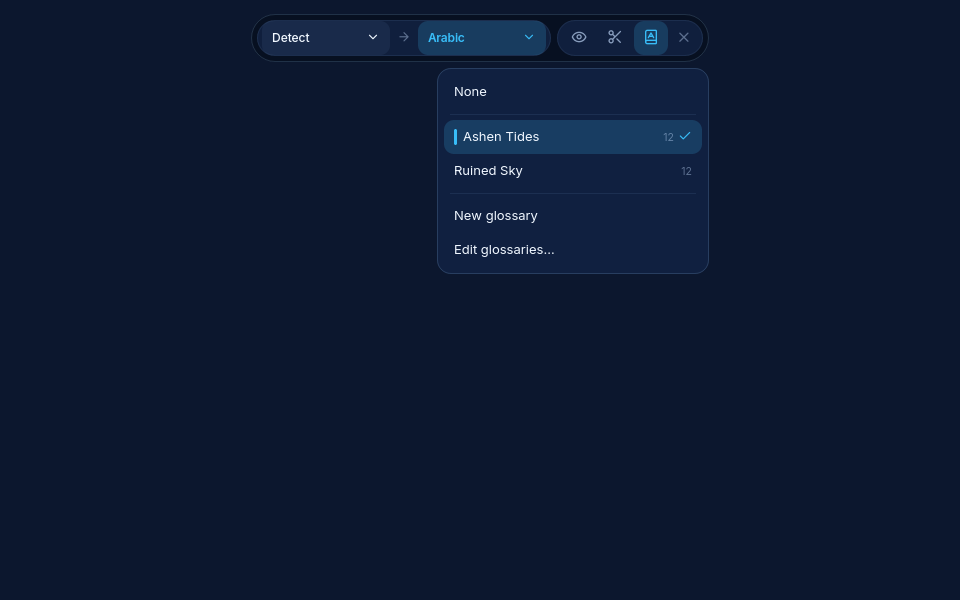 Detect
Arabic
None
Ashen Tides 12
Ruined Sky 12
New glossary
Edit glossaries...